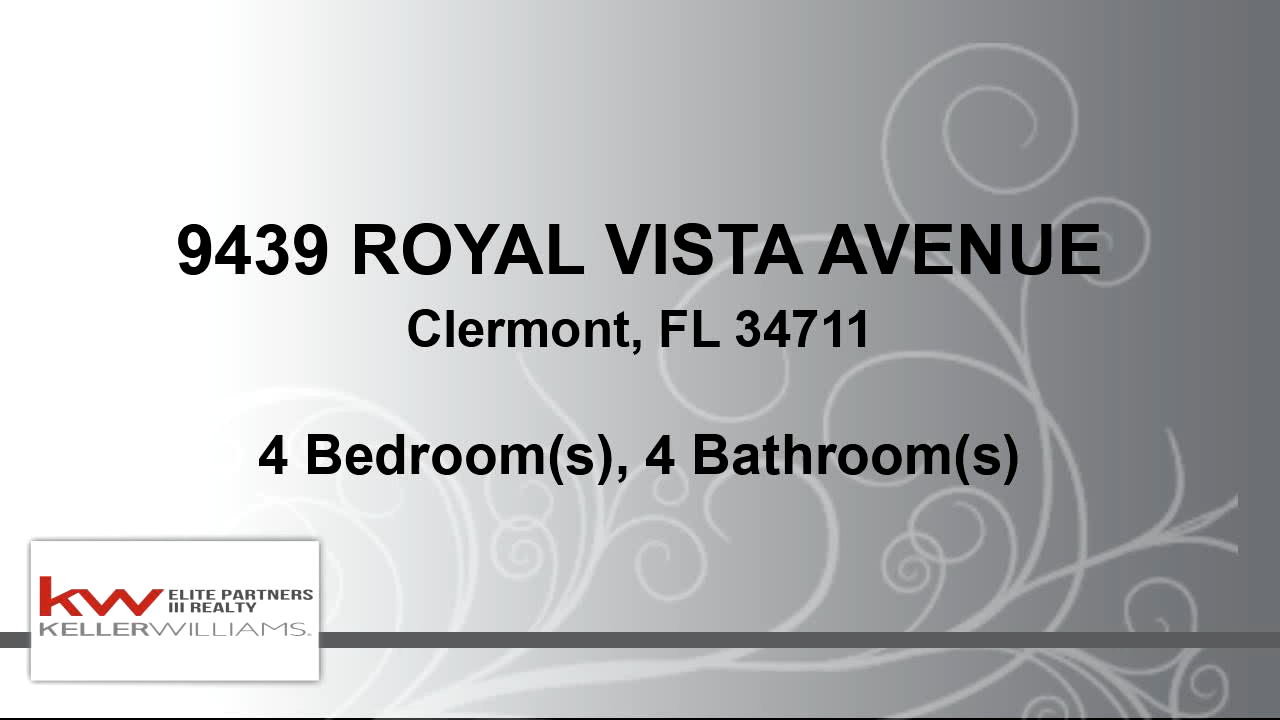 9439 ROYAL VISTA AVENUE
Clermont, FL 34711
4 Bedroom(s), 4 Bathroom(s)
kw ELITE PARTNERS
III REALTY
KELLERWILLIAMS.